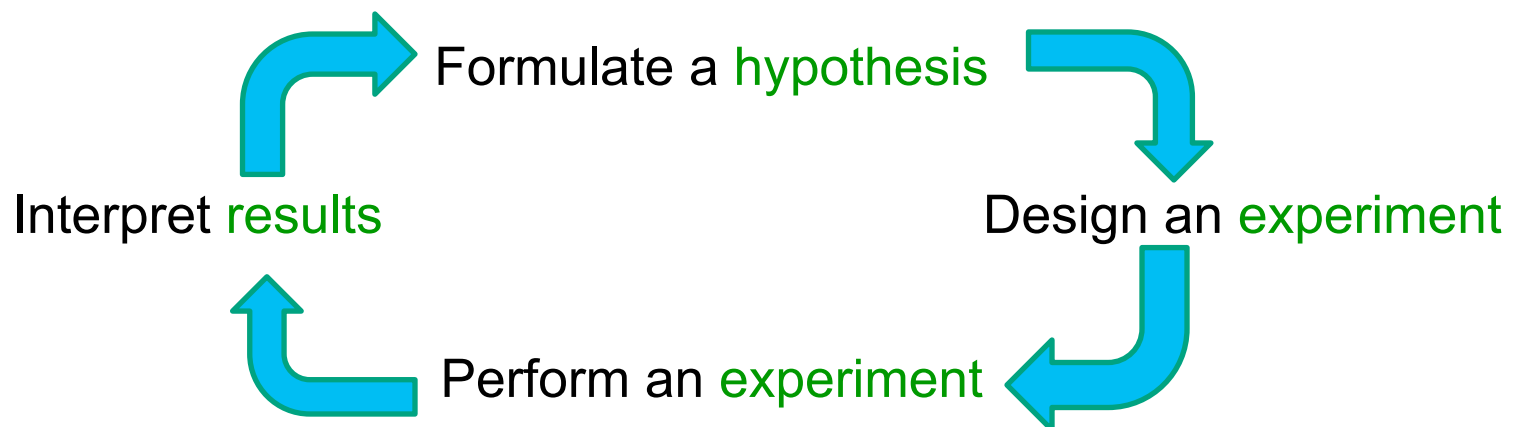 Formulate a hypothesis
Interpret results
Design an experiment
Perform an experiment